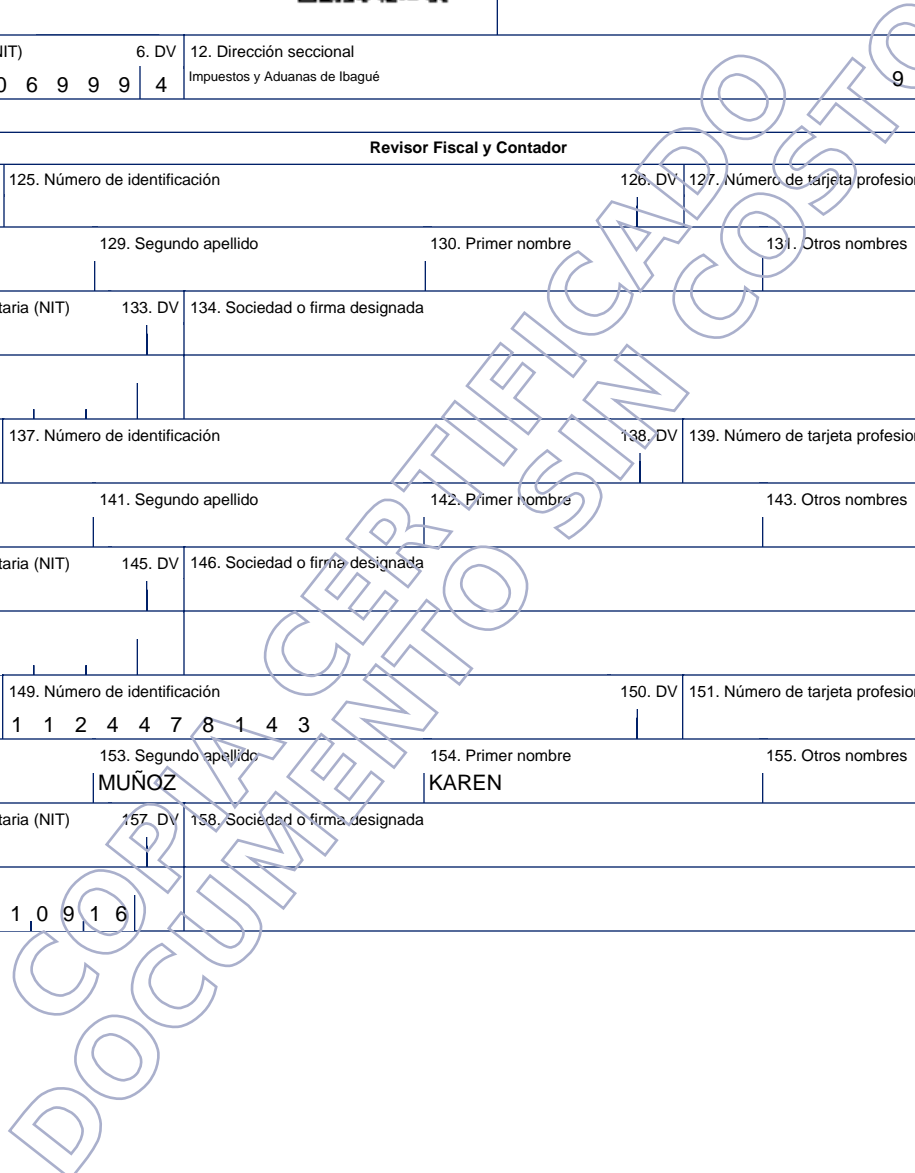 NIT) 6. DV 12. Dirección seccional
0 6 9 9 9 4 Impuestos y Aduanas de Ibagué 9
Revisor Fiscal y Contador
125. Número de identificación 126. DV 127. Número de tarjeta profesion
129. Segundo apellido 130. Primer nombre 131. Otros nombres
taria (NIT) 133. DV 134. Sociedad o firma designada
137. Número de identificación 138. DV 139. Número de tarjeta profesion
141. Segundo apellido 142. Primer nombre 143. Otros nombres
taria (NIT) 145. DV 146. Sociedad o firma designada
149. Número de identificación 150. DV 151. Número de tarjeta profesion
1 1 2 4 4 7 8 1 4 3
153. Segundo apellido 154. Primer nombre 155. Otros nombres
MUÑOZ KAREN
taria (NIT) 157. DV 158. Sociedad o firma designada
1 0 9 1 6
COPIA CERTIFICADO
DOCUMENTO SIN COSTO